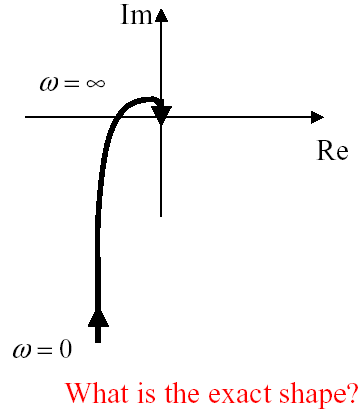 Im
ω = ∞
Re
ω = 0
What is the exact shape?